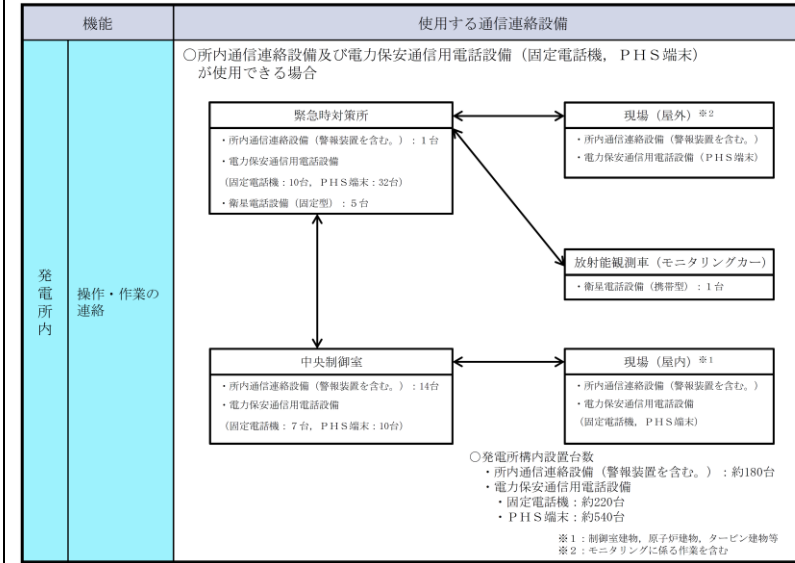 機能
使用する通信連絡設備
発電所内
操作・作業の
連絡
○所内通信連絡設備及び電力保安通信用電話設備（固定電話機，ＰＨＳ端末）
が使用できる場合
緊急時対策所
・所内通信連絡設備（警報装置を含む。）：１台
・電力保安通信用電話設備
（固定電話機：10台，ＰＨＳ端末：32台）
・衛星電話設備（固定型）：５台
現場（屋外）※2
・所内通信連絡設備（警報装置を含む。）
・電力保安通信用電話設備（ＰＨＳ端末）
放射能観測車（モニタリングカー）
・衛星電話設備（携帯型）：１台
中央制御室
・所内通信連絡設備（警報装置を含む。）：14台
・電力保安通信用電話設備
（固定電話機：７台，ＰＨＳ端末：10台）
現場（屋内）※1
・所内通信連絡設備（警報装置を含む。）
・電力保安通信用電話設備
（固定電話機，ＰＨＳ端末）
○発電所構内設置台数
・所内通信連絡設備（警報装置を含む。）：約180台
・電力保安通信用電話設備
・固定電話機：約220台
・ＰＨＳ端末：約540台
※１：制御室建物，原子炉建物，タービン建物等
※２：モニタリングに係る作業を含む